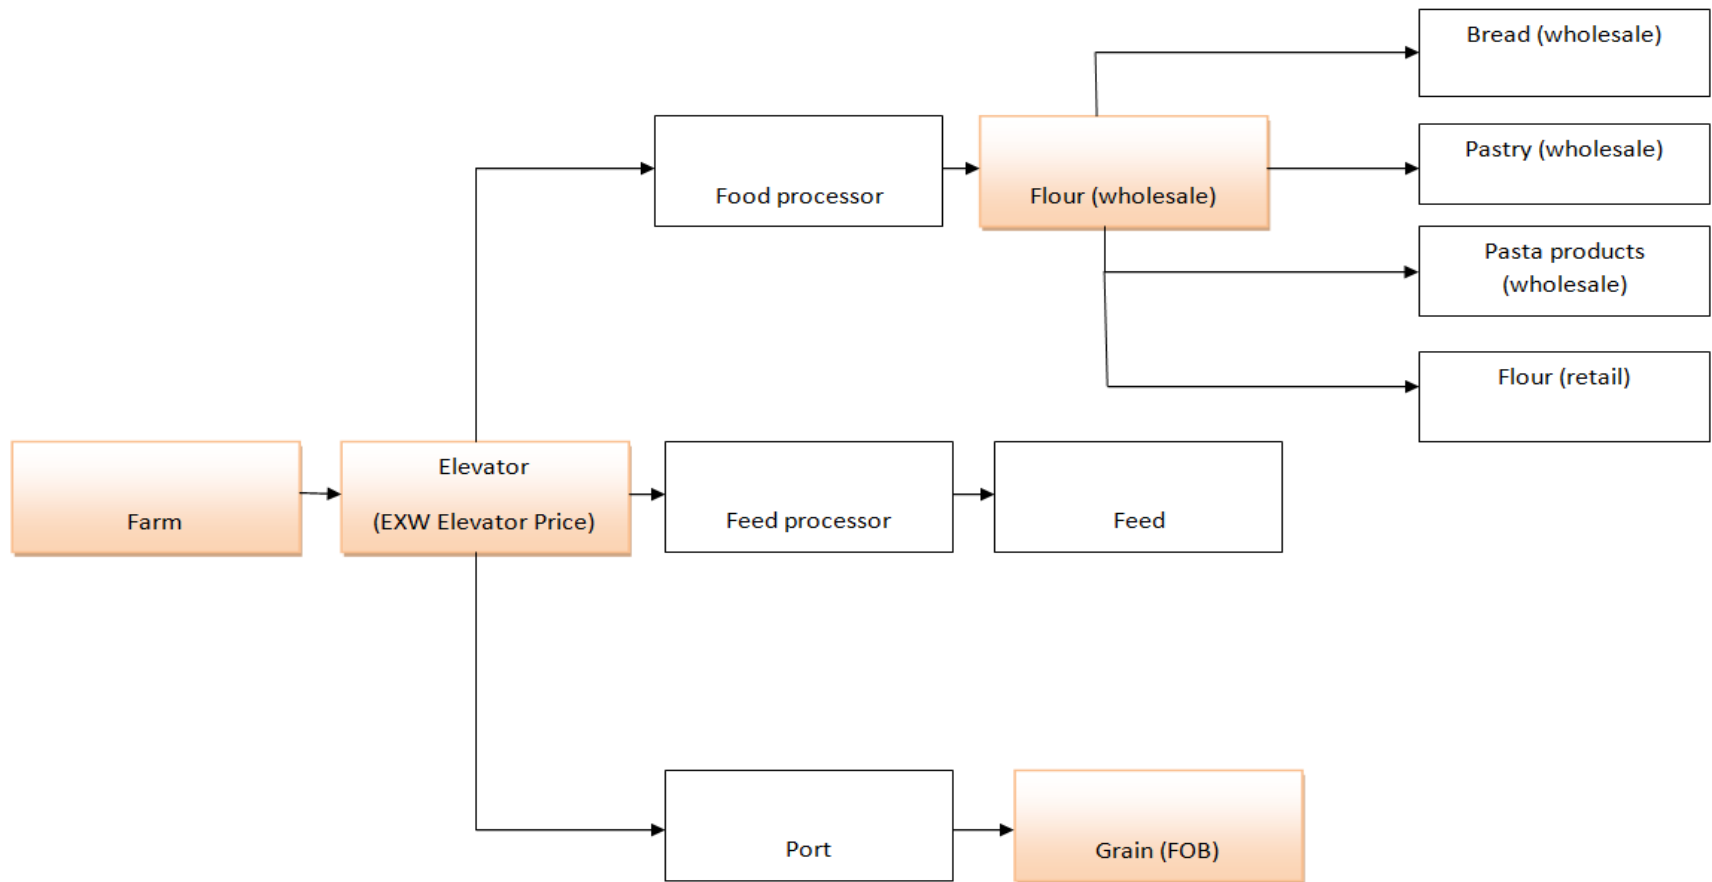 Bread (wholesale)
Pastry (wholesale)
Food processor
Flour (wholesale)
Pasta products
(wholesale)
Flour (retail)
Farm
Elevator
(EXW Elevator Price)
Feed processor
Feed
Port
Grain (FOB)